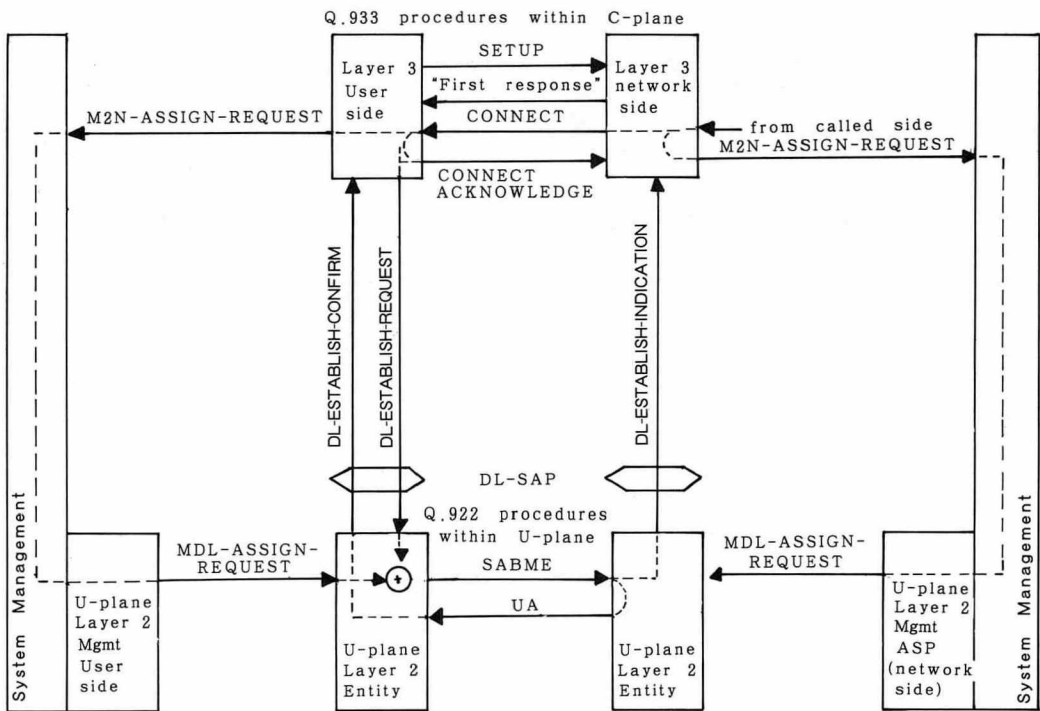 Q.933 procedures within C-plane
SETUP
Layer 3
User
side
"First response"
Layer 3
network
side
M2N-ASSIGN-REQUEST
CONNECT
from called side
M2N-ASSIGN-REQUEST
CONNECT
ACKNOWLEDGE
DL-ESTABLISH-CONFIRM
DL-ESTABLISH-REQUEST
DL-ESTABLISH-INDICATION
DL-SAP
Q.922 procedures
within U-plane
System Management
MDL-ASSIGN-
REQUEST
+
SABME
MDL-ASSIGN-
REQUEST
UA
U-plane
Layer 2
Mgmt
User
side
U-plane
Layer 2
Entity
U-plane
Layer 2
Entity
U-plane
Layer 2
Mgmt
ASP
(network
side)
System Management